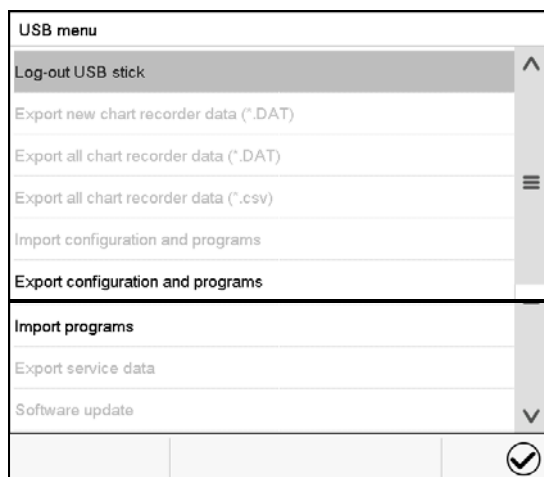 USB menu
Log-out USB stick
Export new chart recorder data (*.DAT)
Export all chart recorder data (*.DAT)
Export all chart recorder data (*.csv)
Import configuration and programs
Export configuration and programs
Import programs
Export service data
Software update